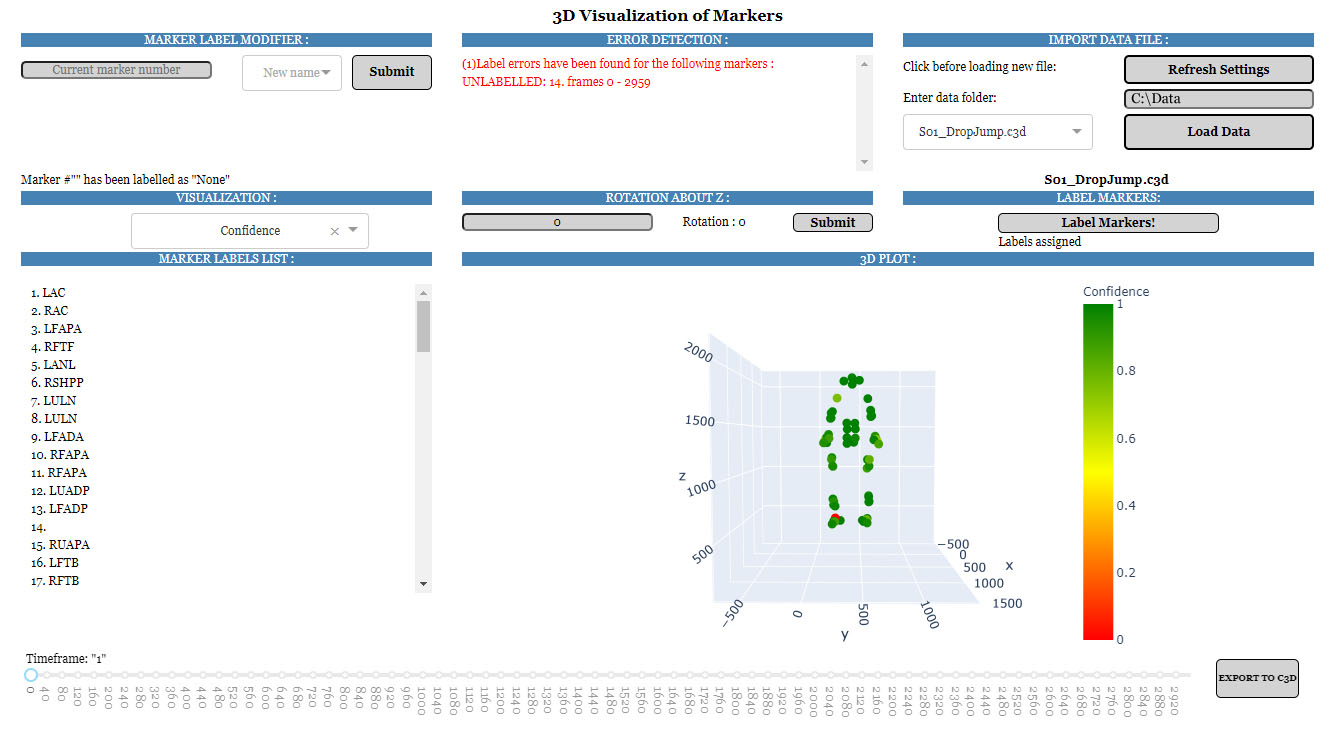 3D Visualization of Markers
MARKER LABEL MODIFIER :
Current marker number
New name
Submit
Marker #"" has been labelled as "None"
ERROR DETECTION :
(1)Label errors have been found for the following markers :
UNLABELLED: 14. frames 0 - 2959
IMPORT DATA FILE :
Click before loading new file:
Refresh Settings
Enter data folder:
C:\Data
S01_DropJump.c3d
Load Data
S01_DropJump.c3d
VISUALIZATION :
Confidence
×
ROTATION ABOUT Z :
0
Rotation : 0
Submit
LABEL MARKERS:
Label Markers!
Labels assigned
MARKER LABELS LIST :
1. LAC
2. RAC
3. LFAPA
4. RFTF
5. LANL
6. RSHPP
7. LULN
8. LULN
9. LFADA
10. RFAPA
11. RFAPA
12. LUADP
13. LFADP
14.
15. RUAPA
16. LFTB
17. RFTB
3D PLOT :
Confidence
1
0.8
0.6
0.4
0.2
0
2000
1500
1000
500
z
−500
0
500
1000
y
−500
0
500
1000
1500
x
Timeframe: "1"
0 40 80 120 160 200 240 280 320 360 400 440 480 520 560 600 640 680 720 760 800 840 880 920 960 1000 1040 1080 1120 1160 1200 1240 1280 1320 1360 1400 1440 1480 1520 1560 1600 1640 1680 1720 1760 1800 1840 1880 1920 1960 2000 2040 2080 2120 2160 2200 2240 2280 2320 2360 2400 2440 2480 2520 2560 2600 2640 2680 2720 2760 2800 2840 2880 2920
EXPORT TO C3D